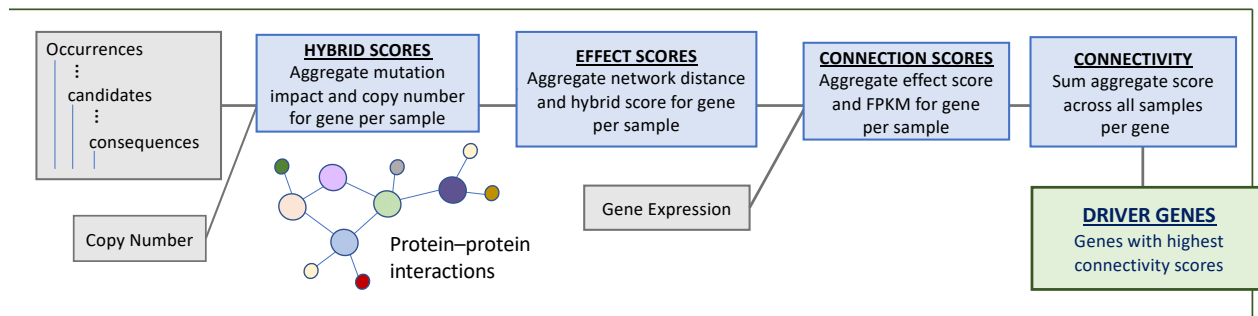 Occurrences
⋮
candidates
⋮
consequences
Copy Number
HYBRID SCORES
Aggregate mutation
impact and copy number
for gene per sample
Protein–protein
interactions
EFFECT SCORES
Aggregate network distance
and hybrid score for gene
per sample
Gene Expression
CONNECTION SCORES
Aggregate effect score
and FPKM for gene
per sample
CONNECTIVITY
Sum aggregate score
across all samples
per gene
DRIVER GENES
Genes with highest
connectivity scores